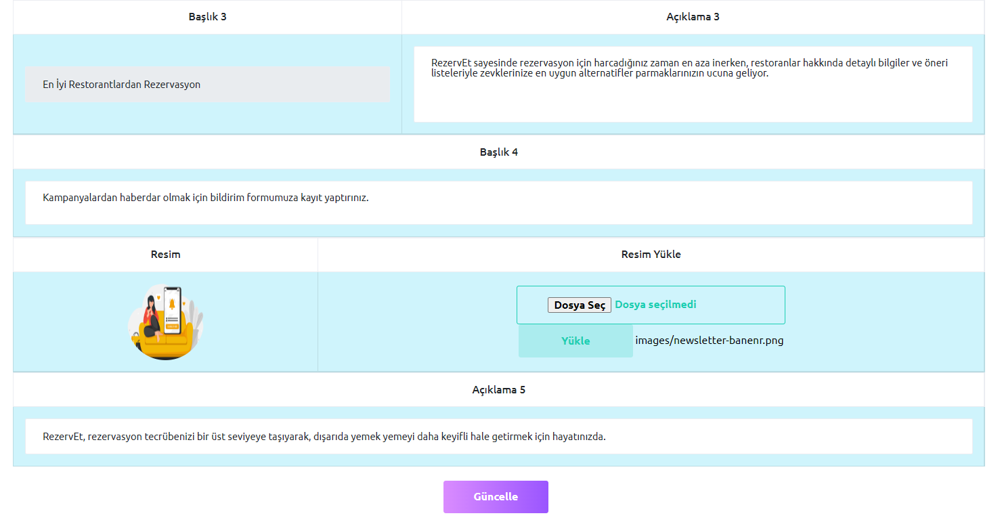 Başlık 3
Açıklama 3
En İyi Restorantlardan Rezervasyon
RezervEt sayesinde rezervasyon için harcadığınız zaman en aza inerken, restoranlar hakkında detaylı bilgiler ve öneri
listeleriyle zevklerinize en uygun alternatifler parmaklarınızın ucuna geliyor.
Başlık 4
Kampanyalardan haberdar olmak için bildirim formumuza kayıt yaptırınız.
Resim
Resim Yükle
Dosya Seç Dosya seçilmedi
Yükle images/newsletter-banenr.png
Açıklama 5
RezervEt, rezervasyon tecrübenizi bir üst seviyeye taşıyarak, dışarıda yemek yemeyi daha keyifli hale getirmek için hayatınızda.
Güncelle